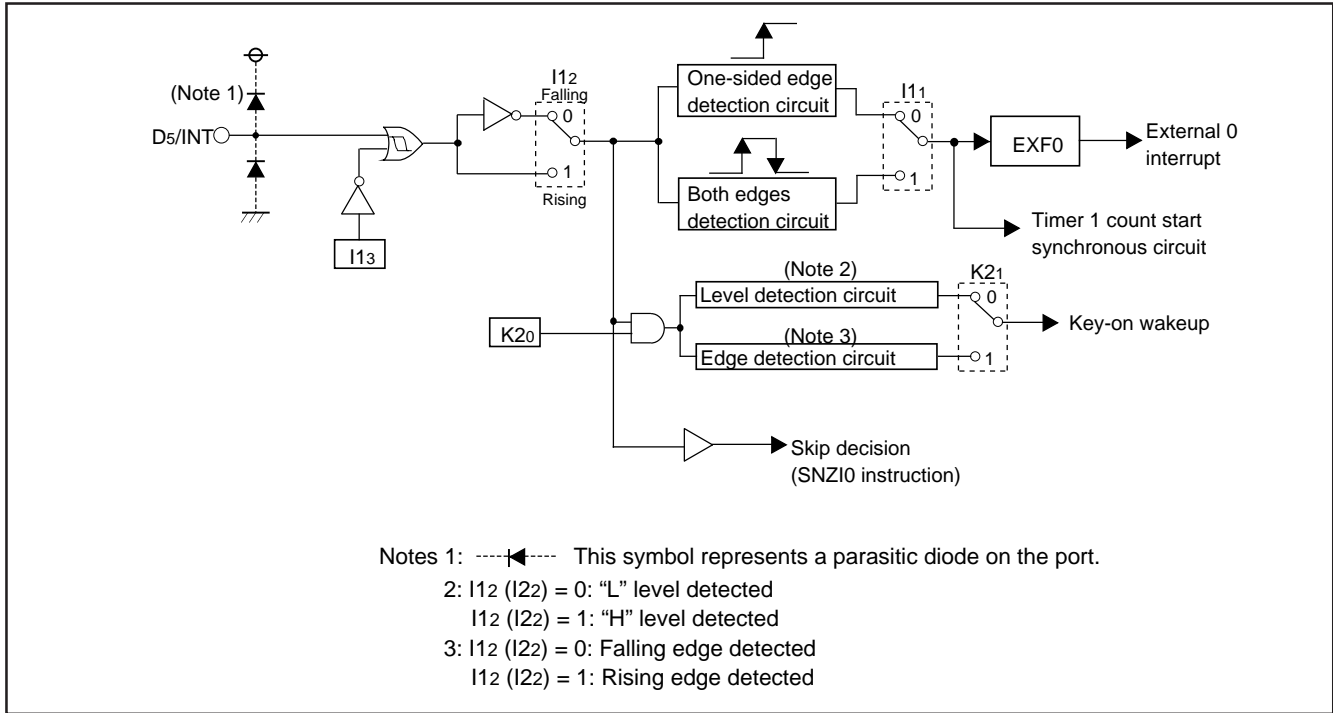 (Note 1)
D5/INT
I13
I12
Falling
0
1
Rising
One-sided edge
detection circuit
Both edges
detection circuit
I11
0
1
EXF0
External 0
interrupt
Timer 1 count start
synchronous circuit
K20
(Note 2)
Level detection circuit
(Note 3)
Edge detection circuit
K21
0
1
Key-on wakeup
Skip decision
(SNZI0 instruction)
Notes 1: This symbol represents a parasitic diode on the port.
2: I12 (I22) = 0: “L” level detected
I12 (I22) = 1: “H” level detected
3: I12 (I22) = 0: Falling edge detected
I12 (I22) = 1: Rising edge detected